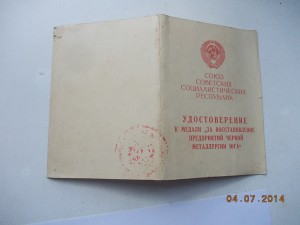 СОЮЗ
СОВЕТСКИХ
СОЦИАЛИСТИЧЕСКИХ
РЕСПУБЛИК
УДОСТОВЕРЕНИЕ
К МЕДАЛИ „ЗА ВОССТАНОВЛЕНИЕ
ПРЕДПРИЯТИЙ ЧЕРНОЙ
МЕТАЛЛУРГИИ ЮГА“
04.07.2014